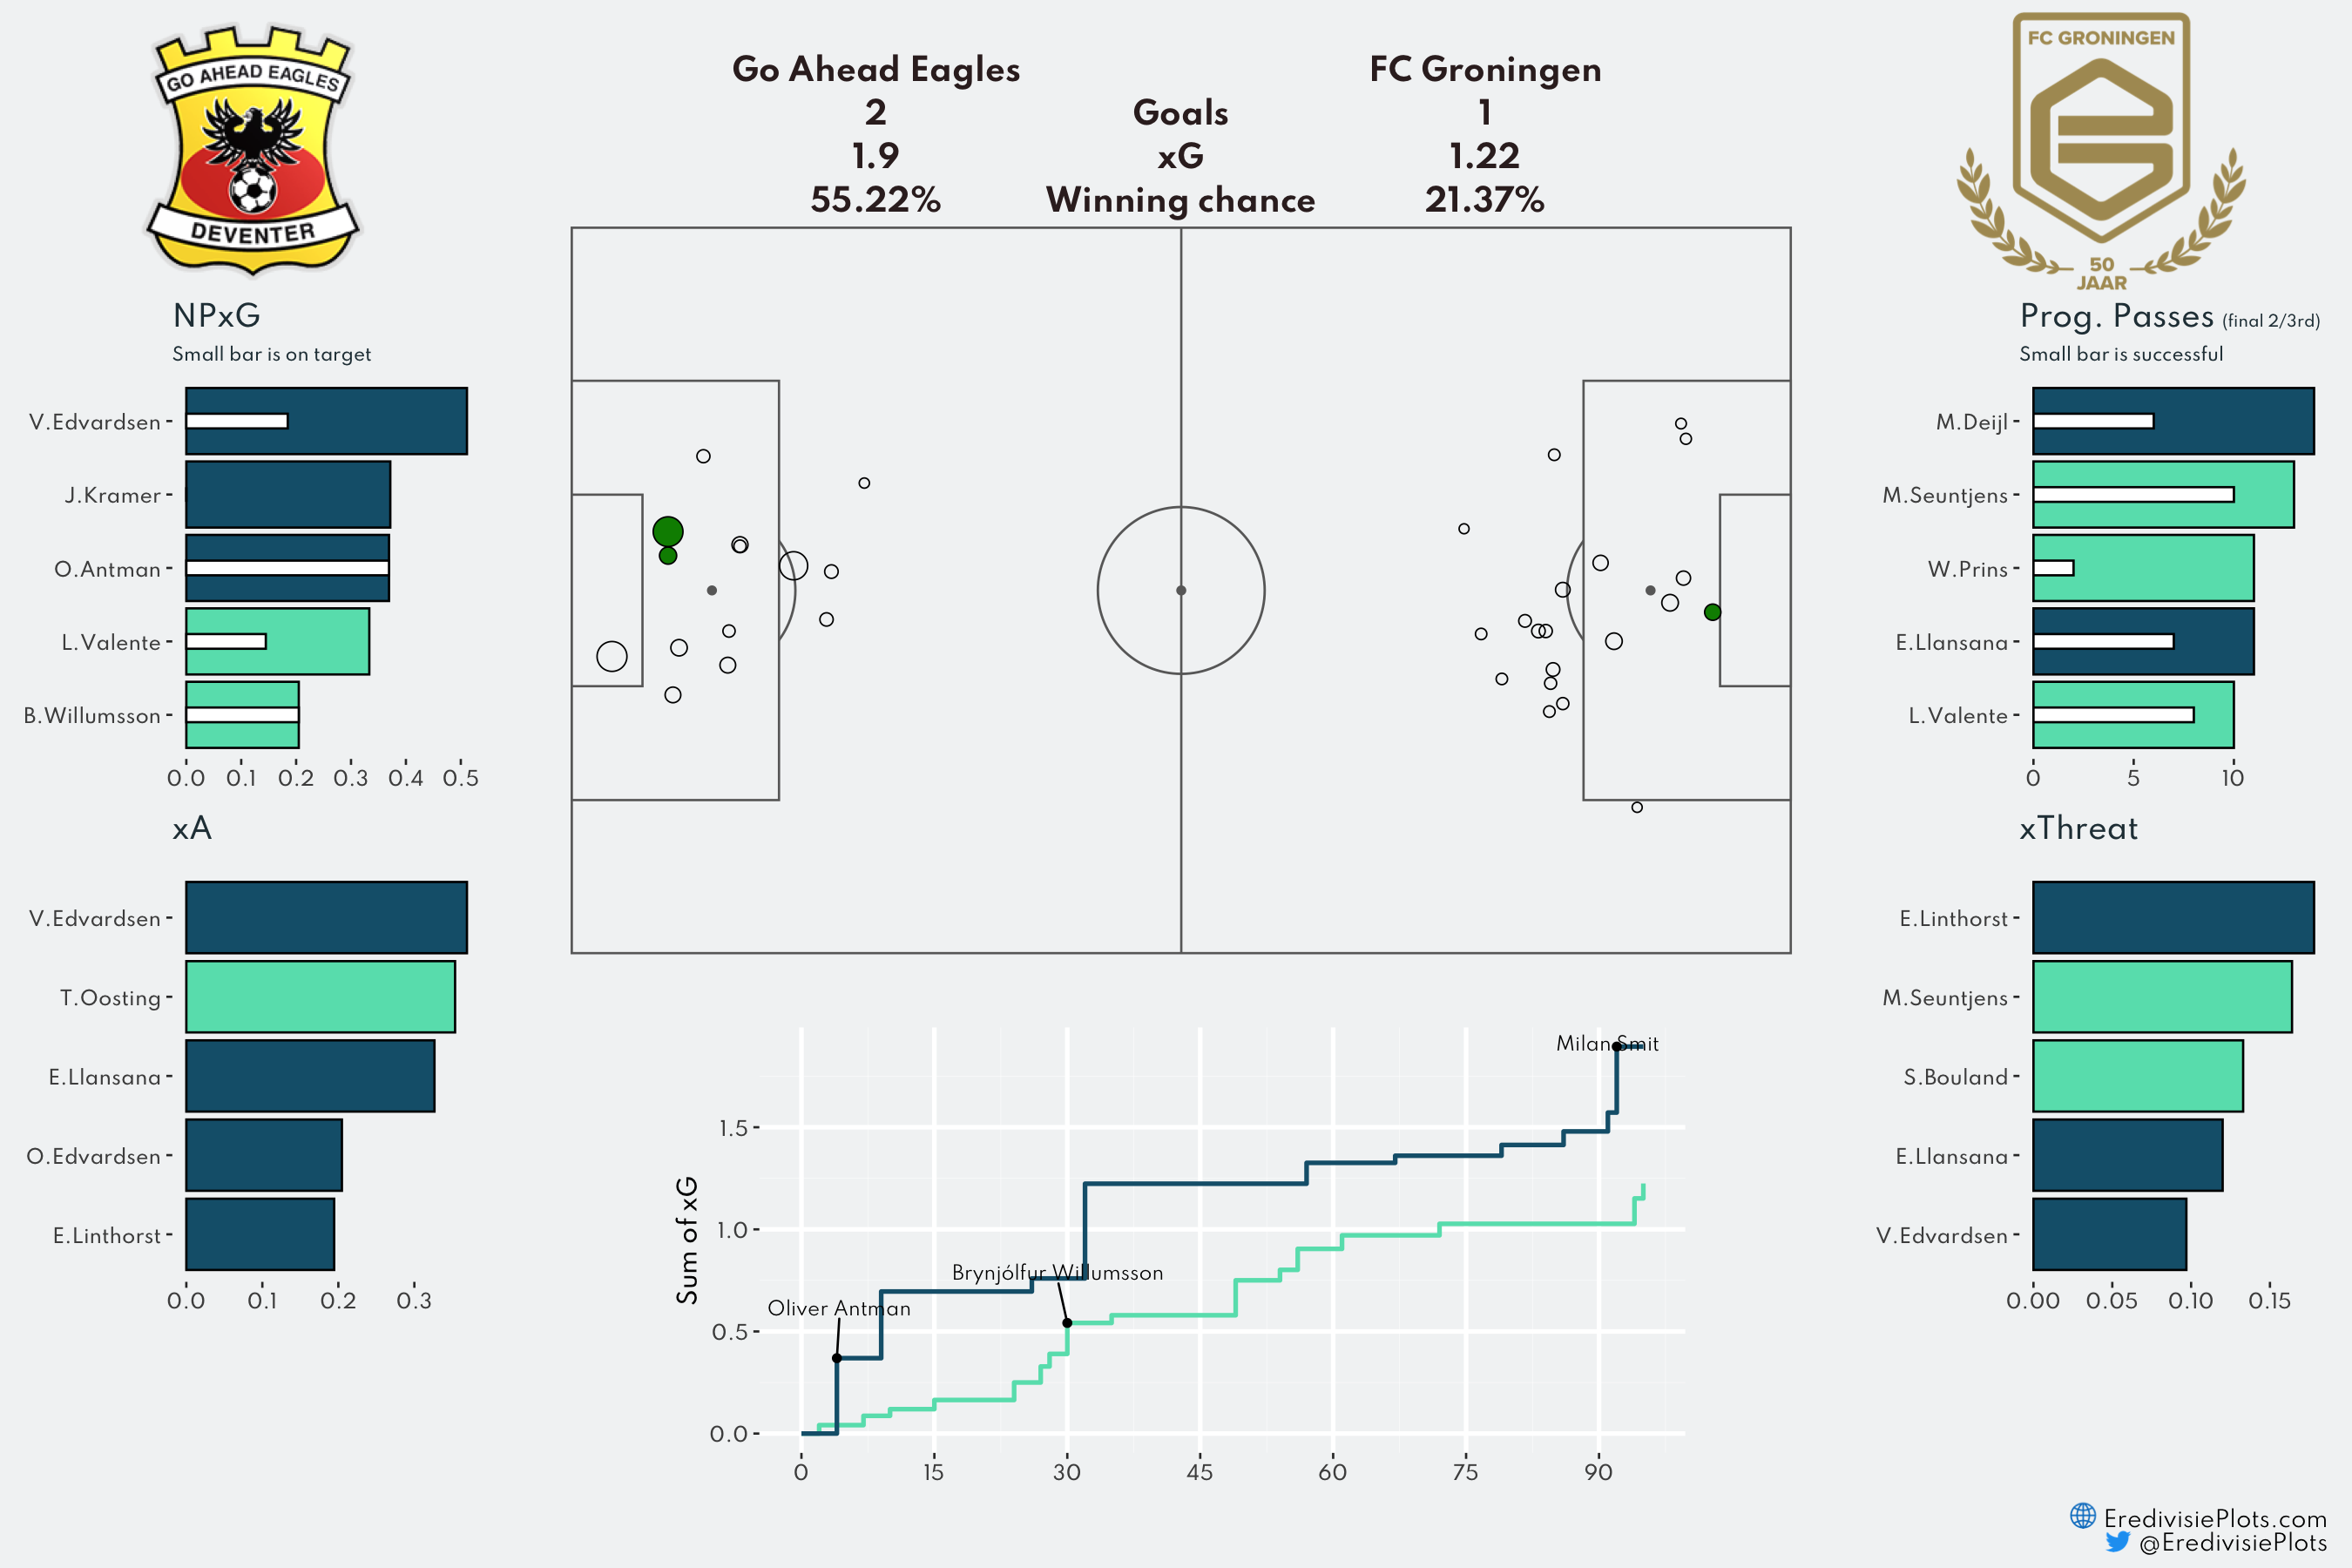 GO AHEAD EAGLES
DEVENTER
FC GRONINGEN
50
JAAR
Go Ahead Eagles FC Groningen
2 Goals 1
1.9 xG 1.22
55.22% Winning chance 21.37%
NPxG
Small bar is on target
V.Edvardsen
J.Kramer
O.Antman
L.Valente
B.Willumsson
0.0 0.1 0.2 0.3 0.4 0.5
xA
V.Edvardsen
T.Oosting
E.Llansana
O.Edvardsen
E.Linthorst
0.0 0.1 0.2 0.3
Sum of xG
1.5
1.0
0.5
0.0
Milan Smit
Brynjólfur Willumsson
Oliver Antman
0 15 30 45 60 75 90
Prog. Passes (final 2/3rd)
Small bar is successful
M.Deijl
M.Seuntjens
W.Prins
E.Llansana
L.Valente
0 5 10
xThreat
E.Linthorst
M.Seuntjens
S.Bouland
E.Llansana
V.Edvardsen
0.00 0.05 0.10 0.15
EredivisiePlots.com
@EredivisiePlots